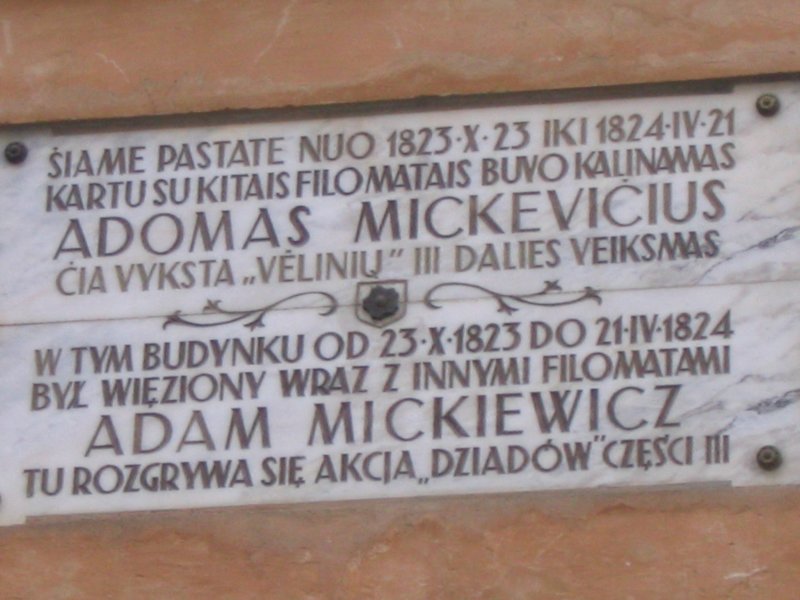 ŠIAME PASTATE NUO 1823·X·23 IKI 1824·IV·21
KARTU SU KITAIS FILOMATAIS BUVO KALINAMAS
ADOMAS MICKEVIČIUS
ČIA VYKSTA „VĖLINIŲ" III DALIES VEIKSMAS
W TYM BUDYNKU OD 23·X·1823 DO 21·IV·1824
BYŁ WIĘZIONY WRAZ Z INNYMI FILOMATAMI
ADAM MICKIEWICZ
TU ROZGRYWA SIĘ AKCJA „DZIADÓW" CZĘŚCI III